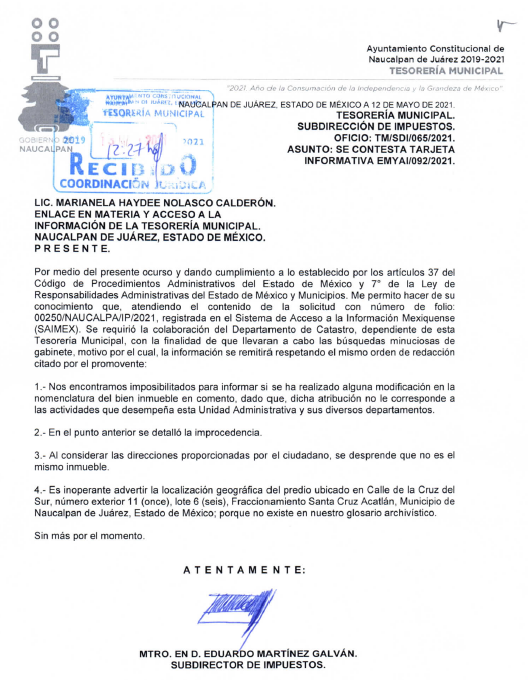 Ayuntamiento Constitucional de
Naucalpan de Juárez 2019-2021
TESORERÍA MUNICIPAL
"2021. Año de la Consumación de la Independencia y la Grandeza de México".
NAUCALPAN DE JUÁREZ, ESTADO DE MÉXICO A 12 DE MAYO DE 2021.
TESORERÍA MUNICIPAL.
SUBDIRECCIÓN DE IMPUESTOS.
OFICIO: TM/SDI/065/2021.
ASUNTO: SE CONTESTA TARJETA
INFORMATIVA EMYAI/092/2021.
AYUNTAMIENTO CONSTITUCIONAL
TESORERÍA MUNICIPAL
2021
12:27
RECIBIDO
COORDINACIÓN JURÍDICA
GOBIERNO 2019
NAUCALPAN
LIC. MARIANELA HAYDEE NOLASCO CALDERÓN.
ENLACE EN MATERIA Y ACCESO A LA
INFORMACIÓN DE LA TESORERÍA MUNICIPAL.
NAUCALPAN DE JUÁREZ, ESTADO DE MÉXICO.
P R E S E N T E.
Por medio del presente ocurso y dando cumplimiento a lo establecido por los artículos 37 del
Código de Procedimientos Administrativos del Estado de México y 7° de la Ley de
Responsabilidades Administrativas del Estado de México y Municipios. Me permito hacer de su
conocimiento que, atendiendo el contenido de la solicitud con número de folio:
00250/NAUCALPA/IP/2021, registrada en el Sistema de Acceso a la Información Mexiquense
(SAIMEX). Se requirió la colaboración del Departamento de Catastro, dependiente de esta
Tesorería Municipal, con la finalidad de que llevaran a cabo las búsquedas minuciosas de
gabinete, motivo por el cual, la información se remitirá respetando el mismo orden de redacción
citado por el promovente:
1.- Nos encontramos imposibilitados para informar si se ha realizado alguna modificación en la
nomenclatura del bien inmueble en comento, dado que, dicha atribución no le corresponde a
las actividades que desempeña esta Unidad Administrativa y sus diversos departamentos.
2.- En el punto anterior se detalló la improcedencia.
3.- Al considerar las direcciones proporcionadas por el ciudadano, se desprende que no es el
mismo inmueble.
4.- Es inoperante advertir la localización geográfica del predio ubicado en Calle de la Cruz del
Sur, número exterior 11 (once), lote 6 (seis), Fraccionamiento Santa Cruz Acatlán, Municipio de
Naucalpan de Juárez, Estado de México; porque no existe en nuestro glosario archivístico.
Sin más por el momento.
A T E N T A M E N T E:
MTRO. EN D. EDUARDO MARTÍNEZ GALVÁN.
SUBDIRECTOR DE IMPUESTOS.